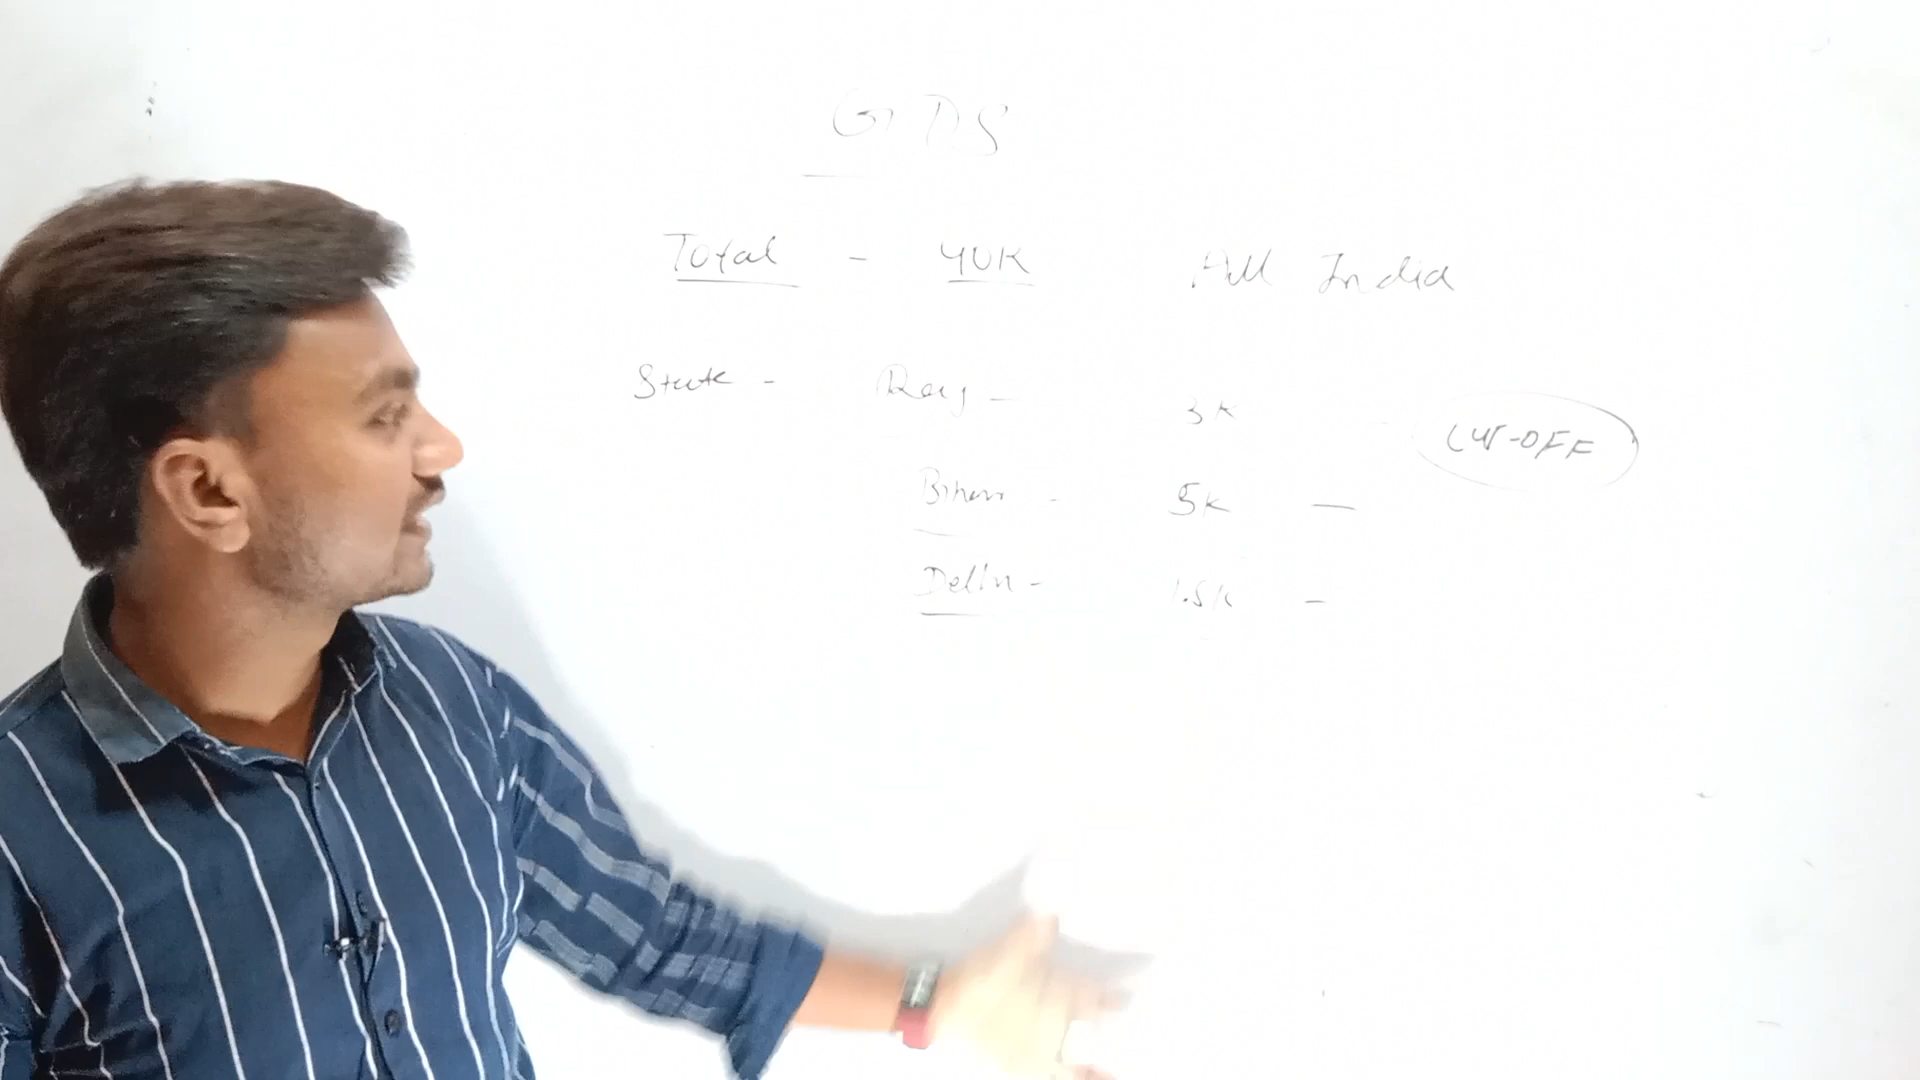 GDS
Total - 40K All India
State - Raj - 3K
CUT-OFF
Bihar - 5K -
Delhi - 1.5K -